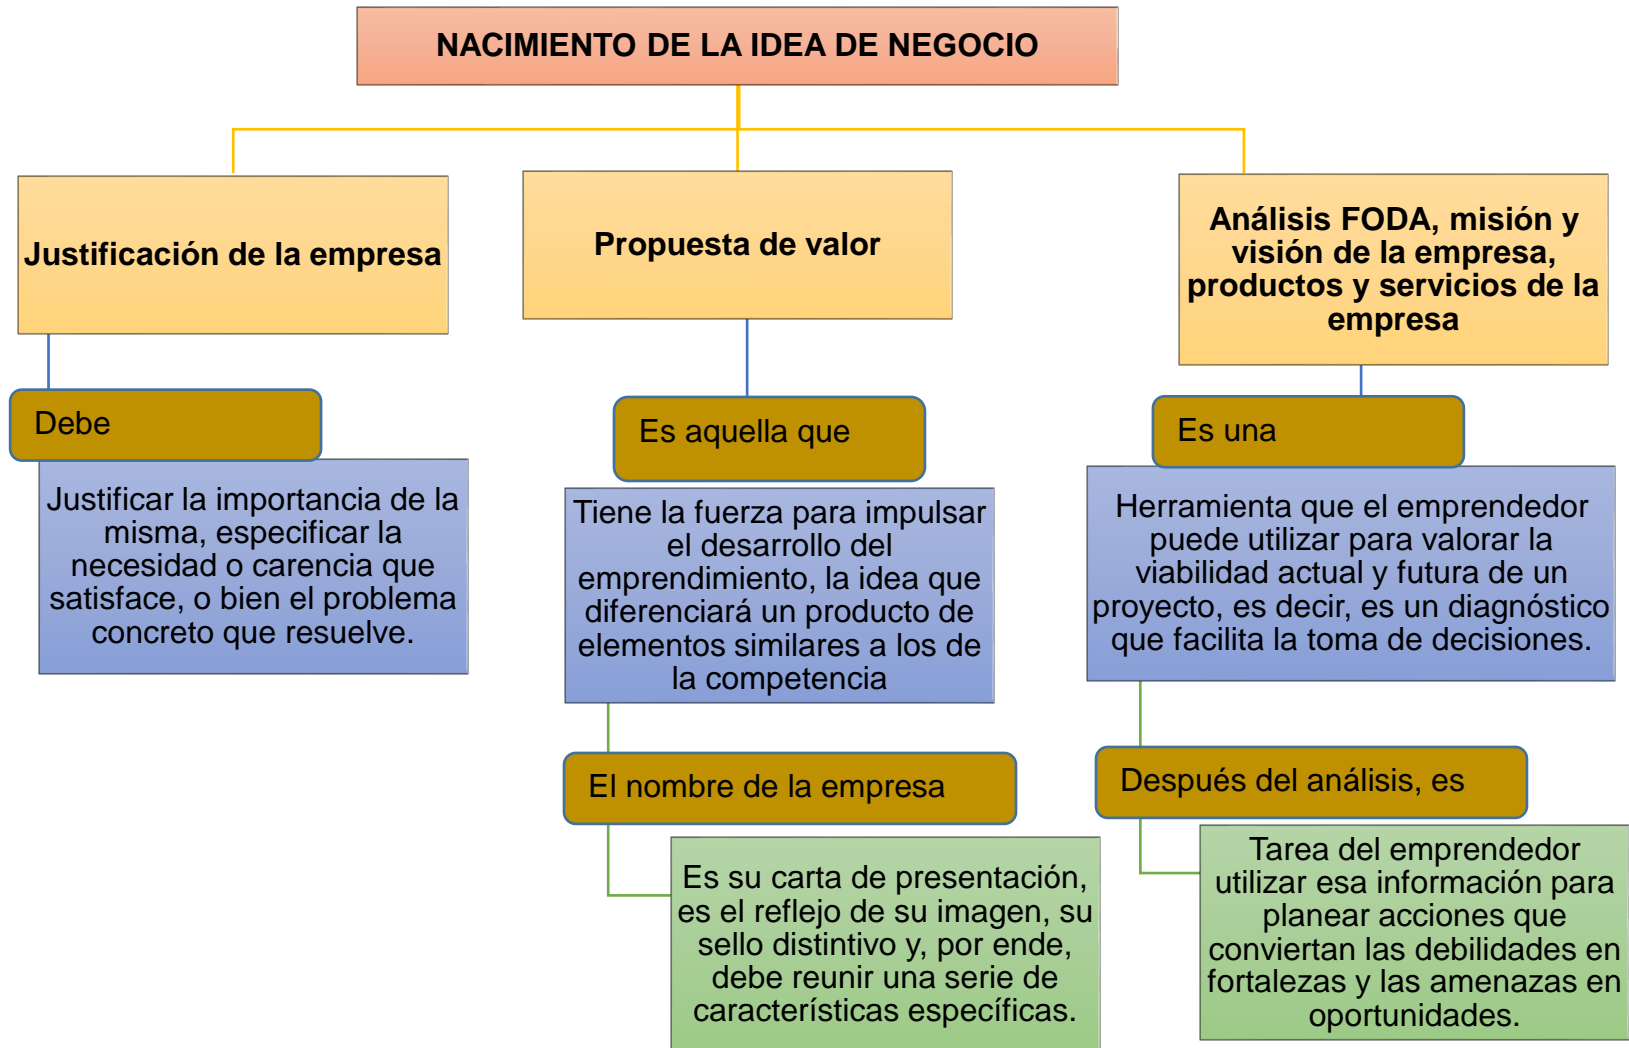 NACIMIENTO DE LA IDEA DE NEGOCIO
Justificación de la empresa
Debe
Justificar la importancia de la
misma, especificar la
necesidad o carencia que
satisface, o bien el problema
concreto que resuelve.
Propuesta de valor
Es aquella que
Tiene la fuerza para impulsar
el desarrollo del
emprendimiento, la idea que
diferenciará un producto de
elementos similares a los de
la competencia
El nombre de la empresa
Es su carta de presentación,
es el reflejo de su imagen, su
sello distintivo y, por ende,
debe reunir una serie de
características específicas.
Análisis FODA, misión y
visión de la empresa,
productos y servicios de la
empresa
Es una
Herramienta que el emprendedor
puede utilizar para valorar la
viabilidad actual y futura de un
proyecto, es decir, es un diagnóstico
que facilita la toma de decisiones.
Después del análisis, es
Tarea del emprendedor
utilizar esa información para
planear acciones que
conviertan las debilidades en
fortalezas y las amenazas en
oportunidades.